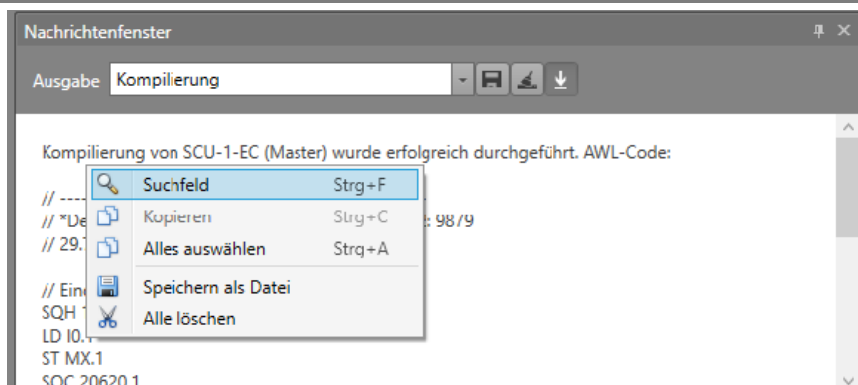 Nachrichtenfenster
Ausgabe Kompilierung
Kompilierung von SCU-1-EC (Master) wurde erfolgreich durchgeführt. AWL-Code:
// ----
Suchfeld Strg+F
// *De : 9879
Kopieren Strg+C
// 29.
Alles auswählen Strg+A
// Ein
Speichern als Datei
SQH
Alle löschen
LD I0.1
ST MX.1
SQC 20620.1